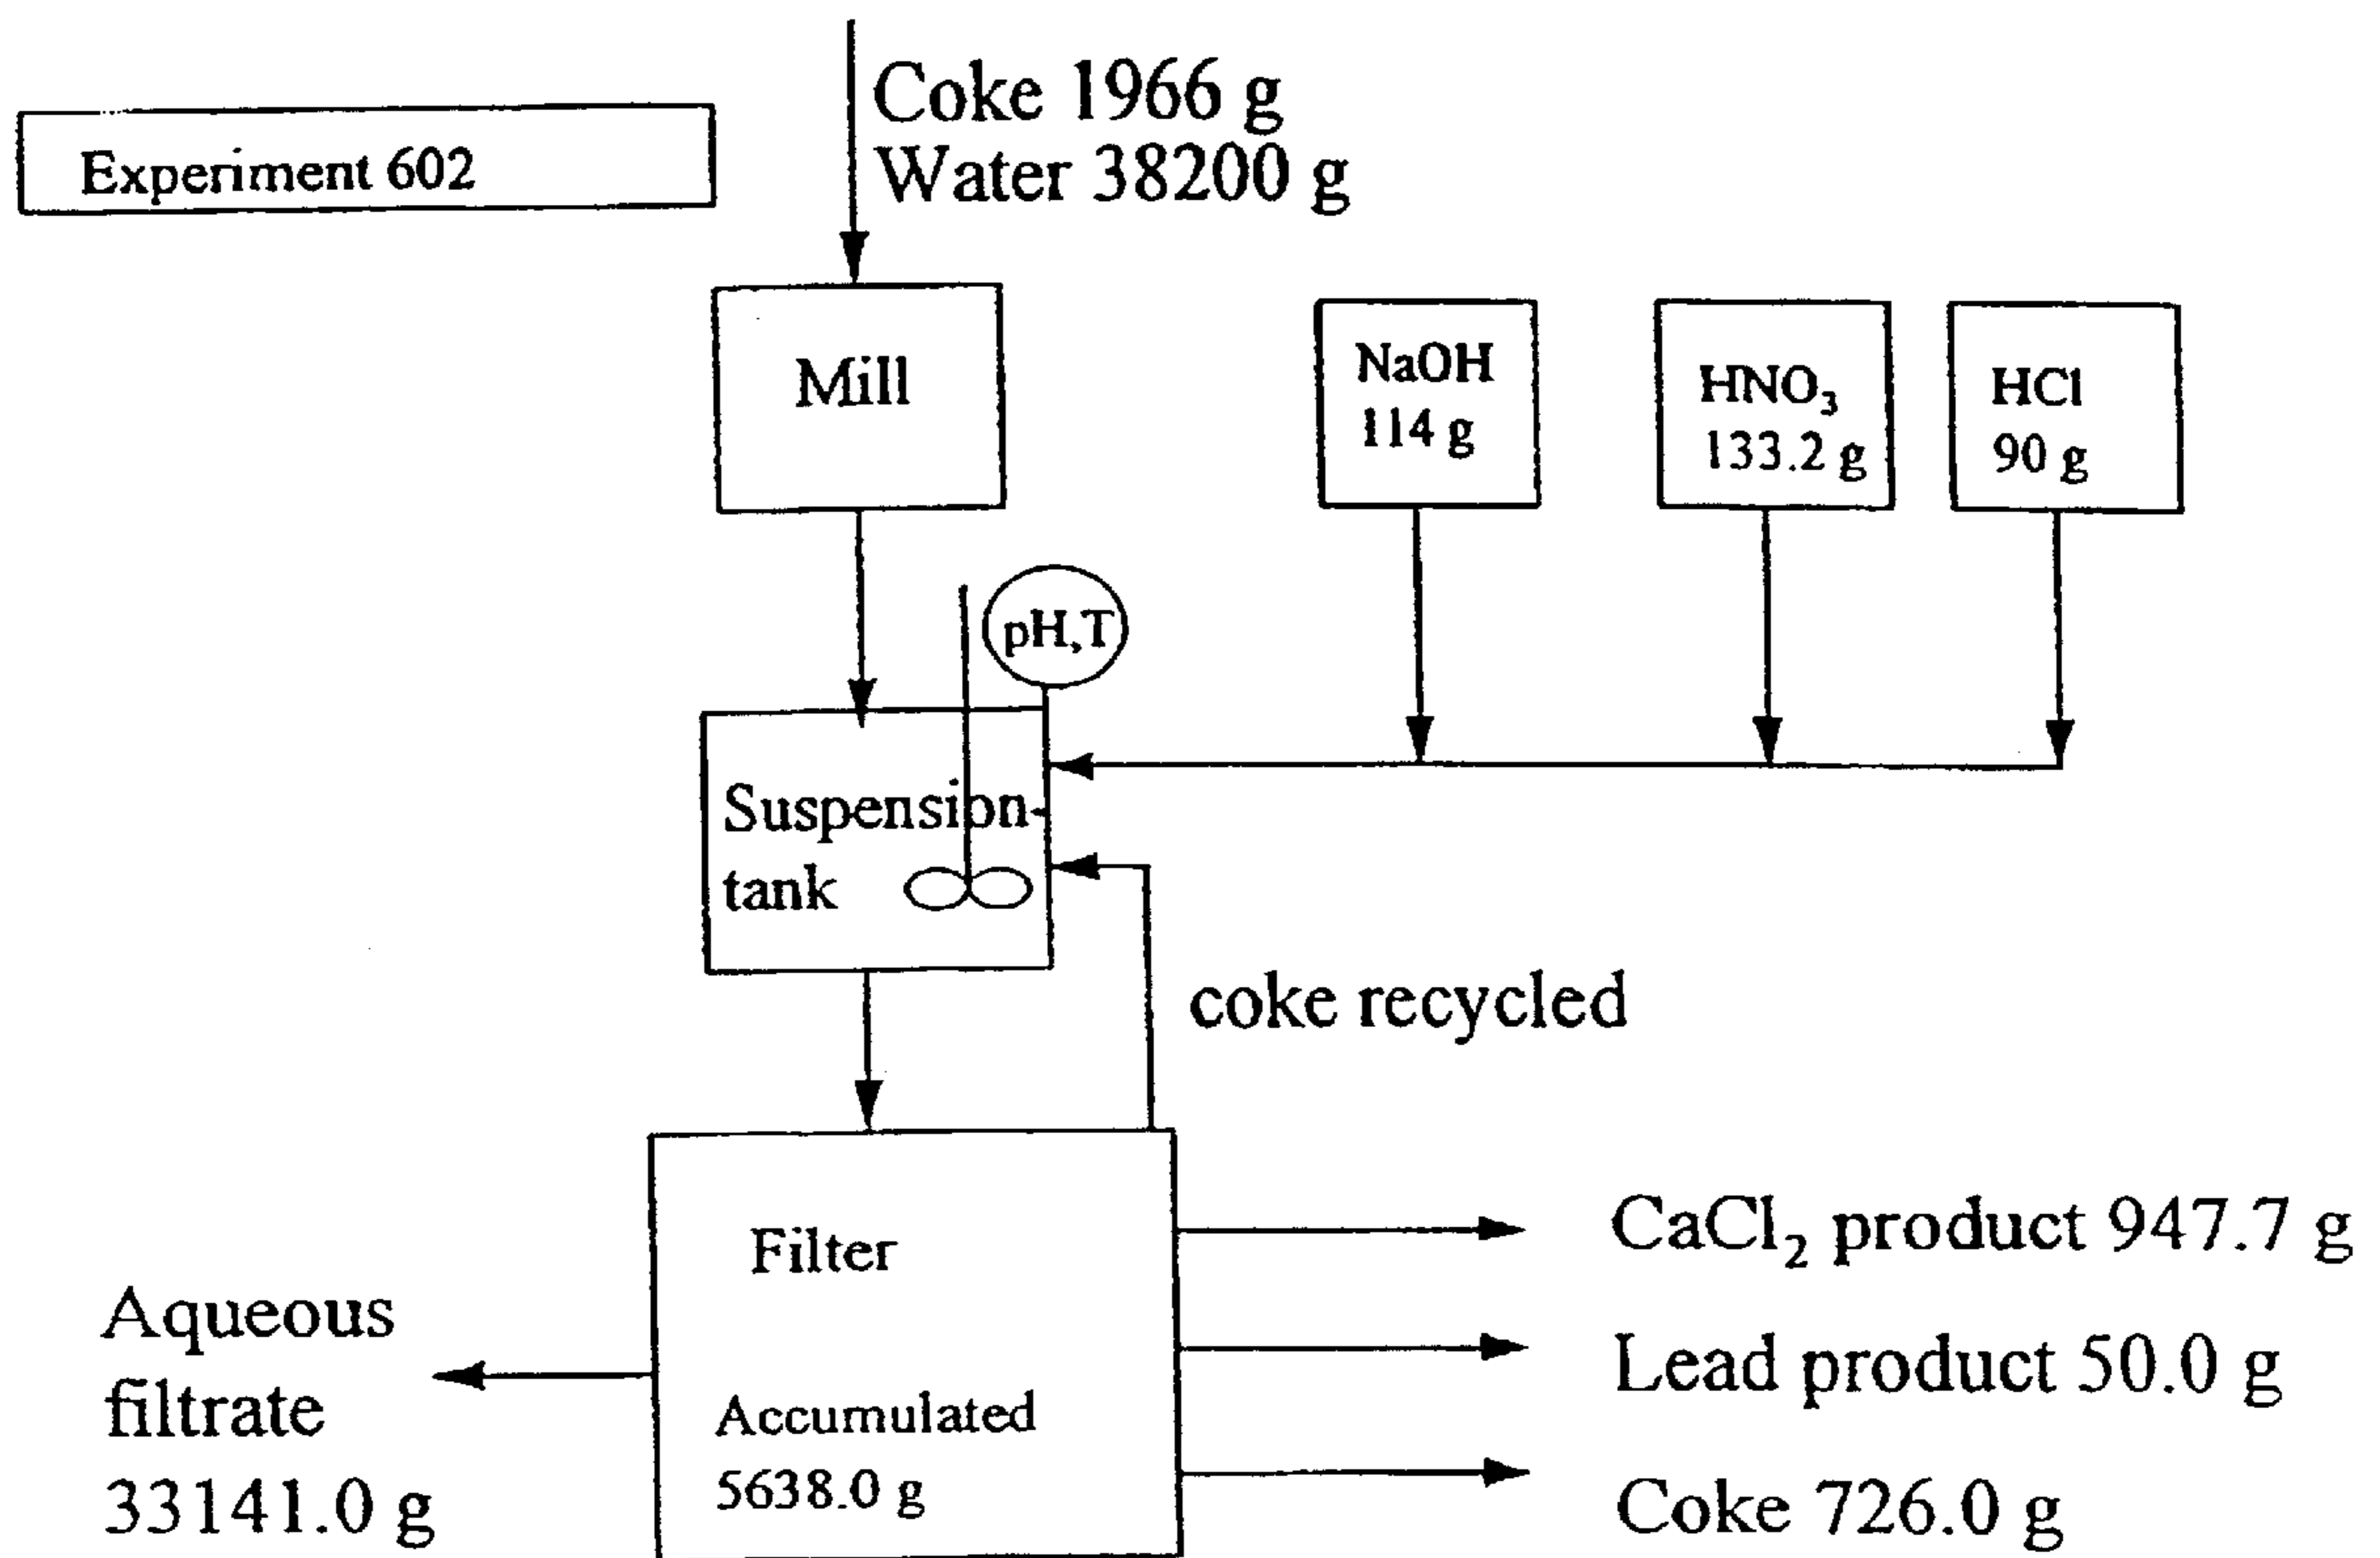 Experiment 602
Coke 1966 g
Water 38200 g
Mill
NaOH
114 g
HNO₃
133.2 g
HCl
90 g
pH,T
Suspension-
tank
coke recycled
Filter
Accumulated
5638.0 g
Aqueous
filtrate
33141.0 g
CaCl₂ product 947.7 g
Lead product 50.0 g
Coke 726.0 g